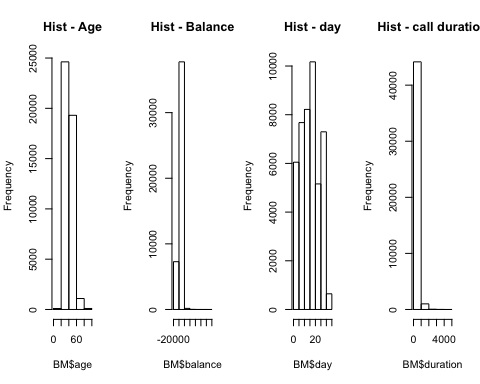 Hist - Age
Frequency
0
5000
10000
15000
20000
25000
0 60
BM$age
Hist - Balance
Frequency
0
10000
20000
30000
-20000
BM$balance
Hist - day
Frequency
0
2000
4000
6000
8000
10000
0 20
BM$day
Hist - call duratio
Frequency
0
10000
20000
30000
40000
0 4000
BM$duration